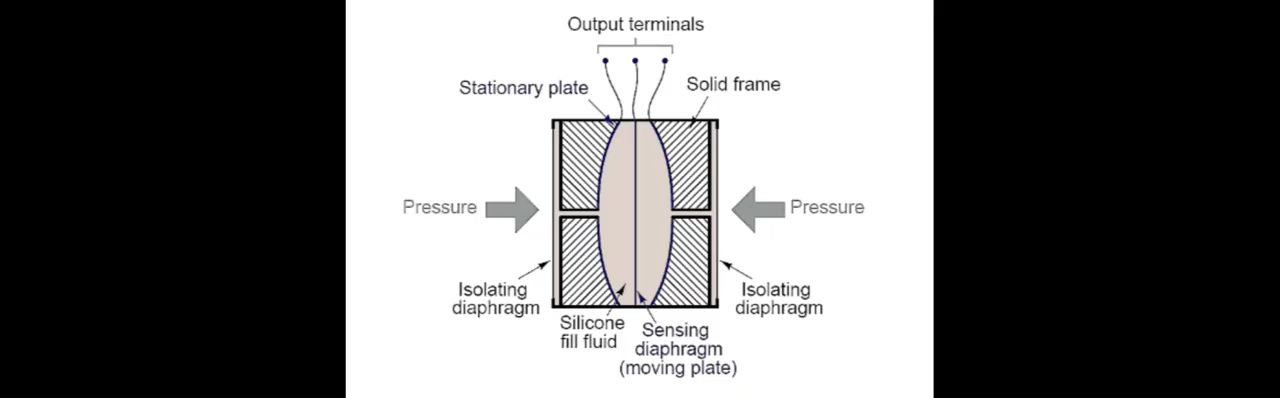 Output terminals
Stationary plate
Solid frame
Pressure
Pressure
Isolating
diaphragm
Isolating
diaphragm
Silicone
fill fluid
Sensing
diaphragm
(moving plate)